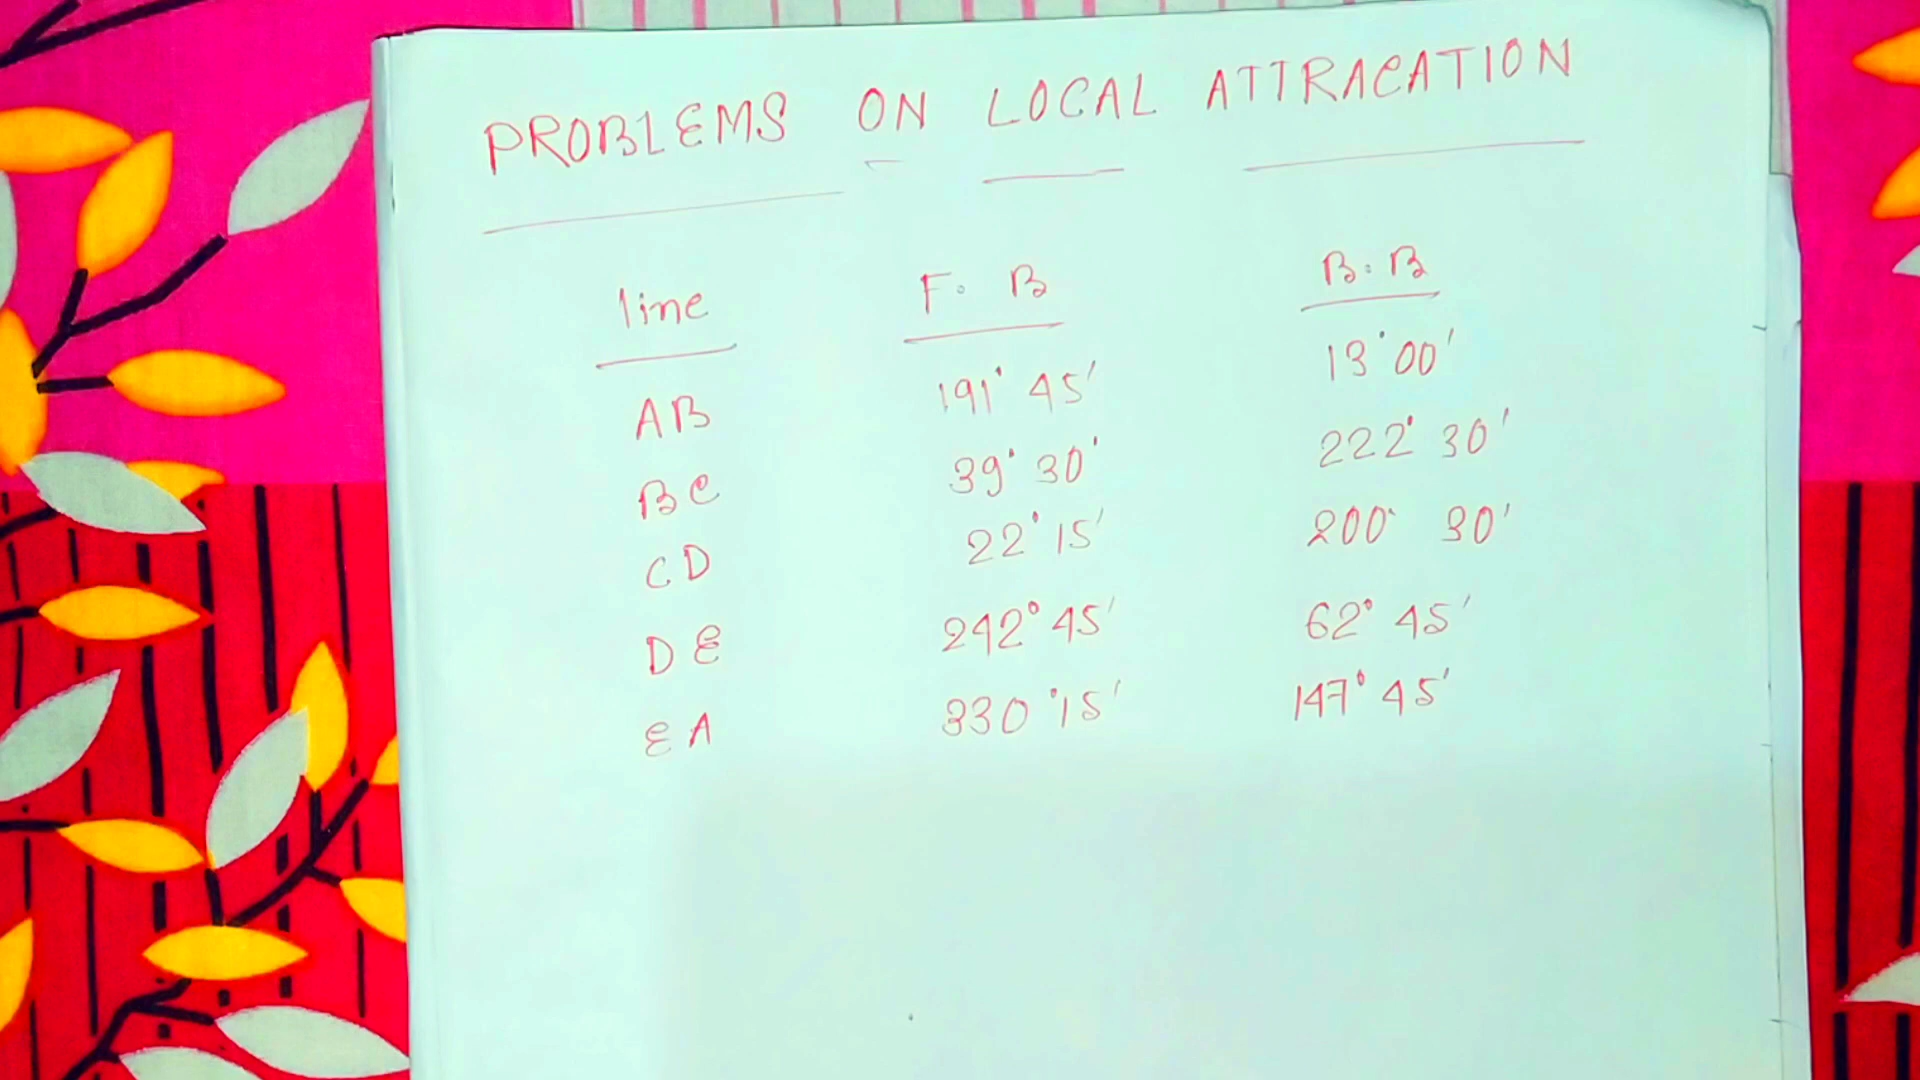 PROBLEMS ON LOCAL ATTRACATION
line F. B B.B
AB 191° 45' 13° 00'
BC 39° 30' 222° 30'
CD 22° 15' 200° 30'
DE 242° 45' 62° 45'
EA 330° 15' 147° 45'